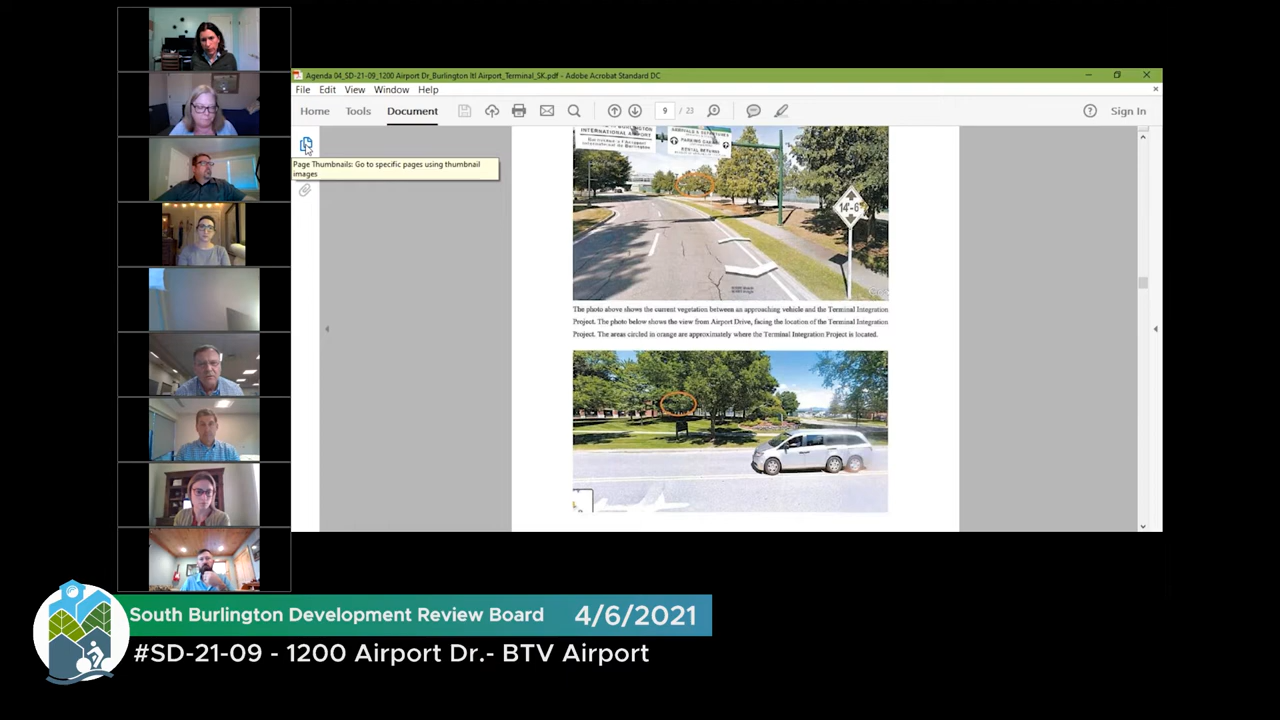 Agenda 04_SD-21-09_1200 Airport Dr_Burlington Itl Airport_Terminal_SK.pdf - Adobe Acrobat Standard DC
File Edit View Window Help
Home Tools Document 9 / 23 Sign In
Page Thumbnails: Go to specific pages using thumbnail
images
INTERNATIONAL AIRPORT
ARRIVALS & DEPARTURES
14'-6"
The photo above shows the current vegetation between an approaching vehicle and the Terminal Integration
Project. The photo below shows the view from Airport Drive, facing the location of the Terminal Integration
Project. The areas circled in orange are approximately where the Terminal Integration Project is located.
South Burlington Development Review Board 4/6/2021
#SD-21-09 - 1200 Airport Dr.- BTV Airport